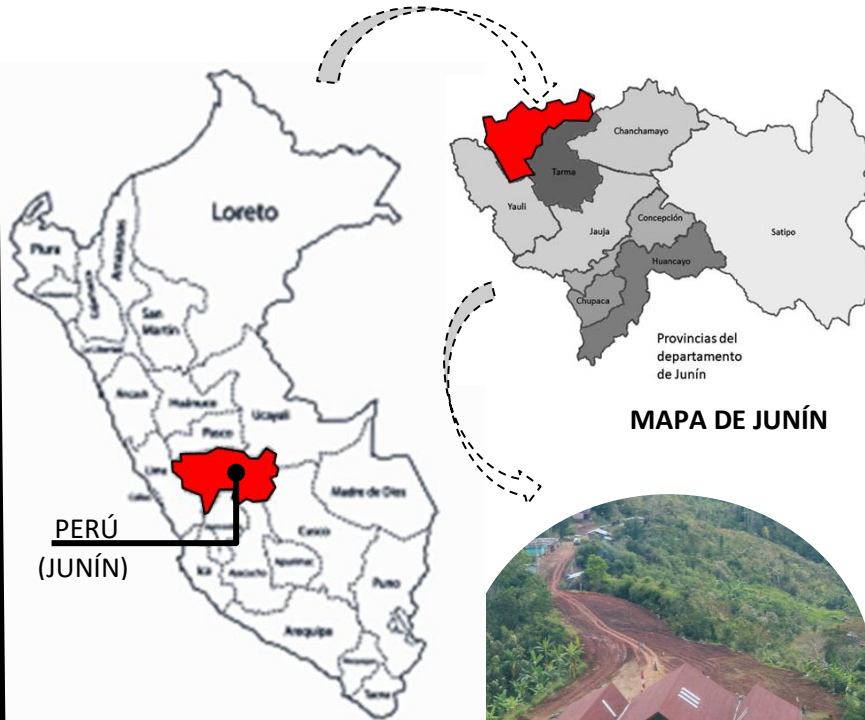 Loreto
Piura
Amazonas
San
Martín
Ancash
Huánuco
Ucayali
Pasco
Lima
Madre de Dios
Cusco
Ica
Puno
Arequipa
Tacna
PERÚ
(JUNÍN)
Chanchamayo
Tarma
Yauli
Concepción
Jauja
Satipo
Huancayo
Chupaca
Provincias del
departamento
de Junín
MAPA DE JUNÍN